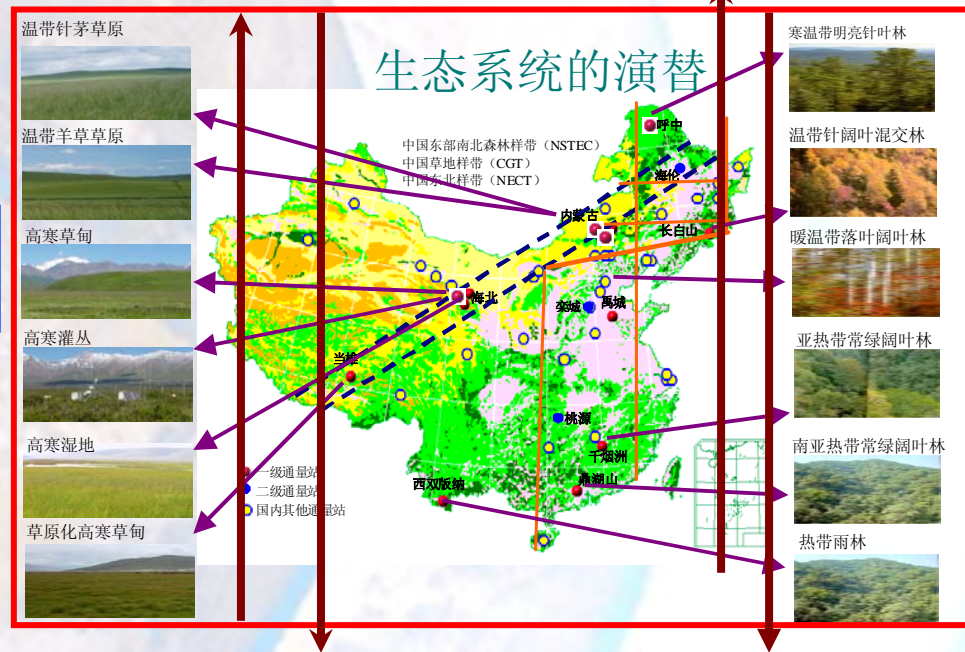 生态系统的演替
温带针茅草原
温带羊草草原
高寒草甸
高寒灌丛
高寒湿地
草原化高寒草甸
中国东部南北森林样带（NSTEC）
中国草地样带（CGT）
中国东北样带（NECT）
呼中
海伦
内蒙古
长白山
海北
栾城
禹城
当雄
桃源
千烟洲
鼎湖山
西双版纳
一级通量站
二级通量站
国内其他通量站
寒温带明亮针叶林
温带针阔叶混交林
暖温带落叶阔叶林
亚热带常绿阔叶林
南亚热带常绿阔叶林
热带雨林